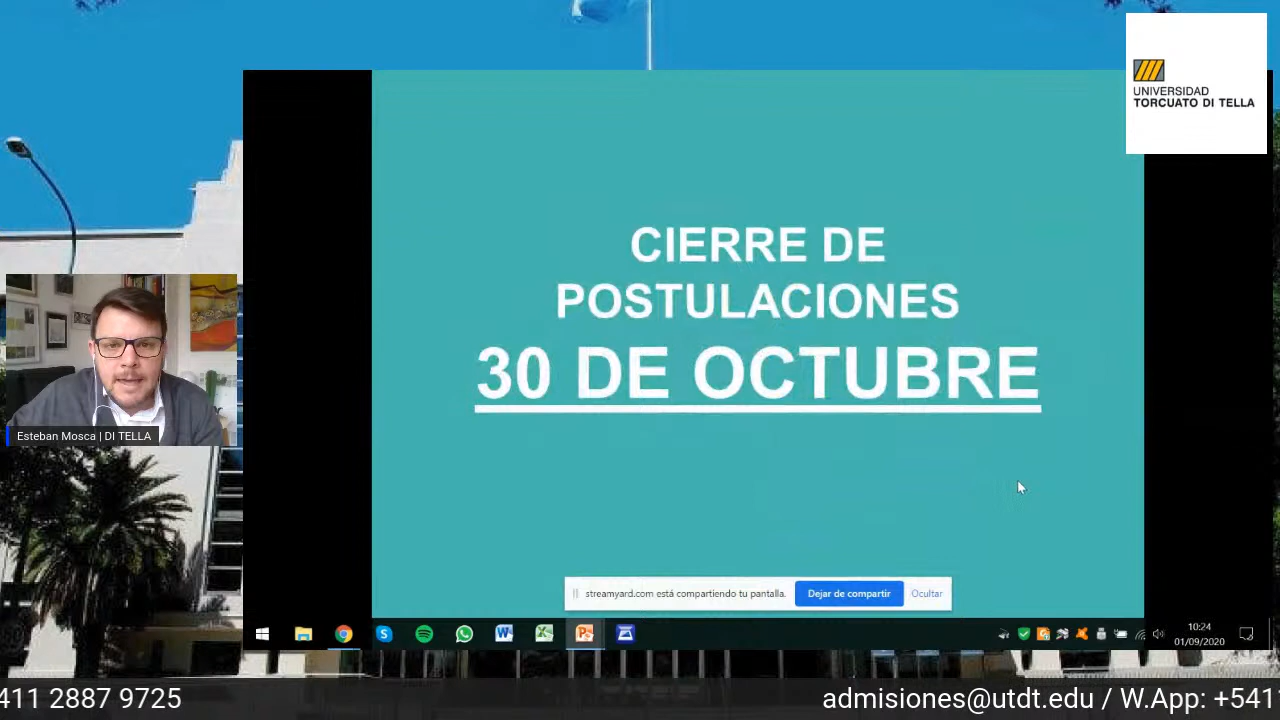 UNIVERSIDAD
TORCUATO DI TELLA
CIERRE DE
POSTULACIONES
30 DE OCTUBRE
Esteban Mosca | DI TELLA
streamyard.com está compartiendo tu pantalla.
Dejar de compartir
Ocultar
10:24
01/09/2020
411 2887 9725
admisiones@utdt.edu / W.App: +541